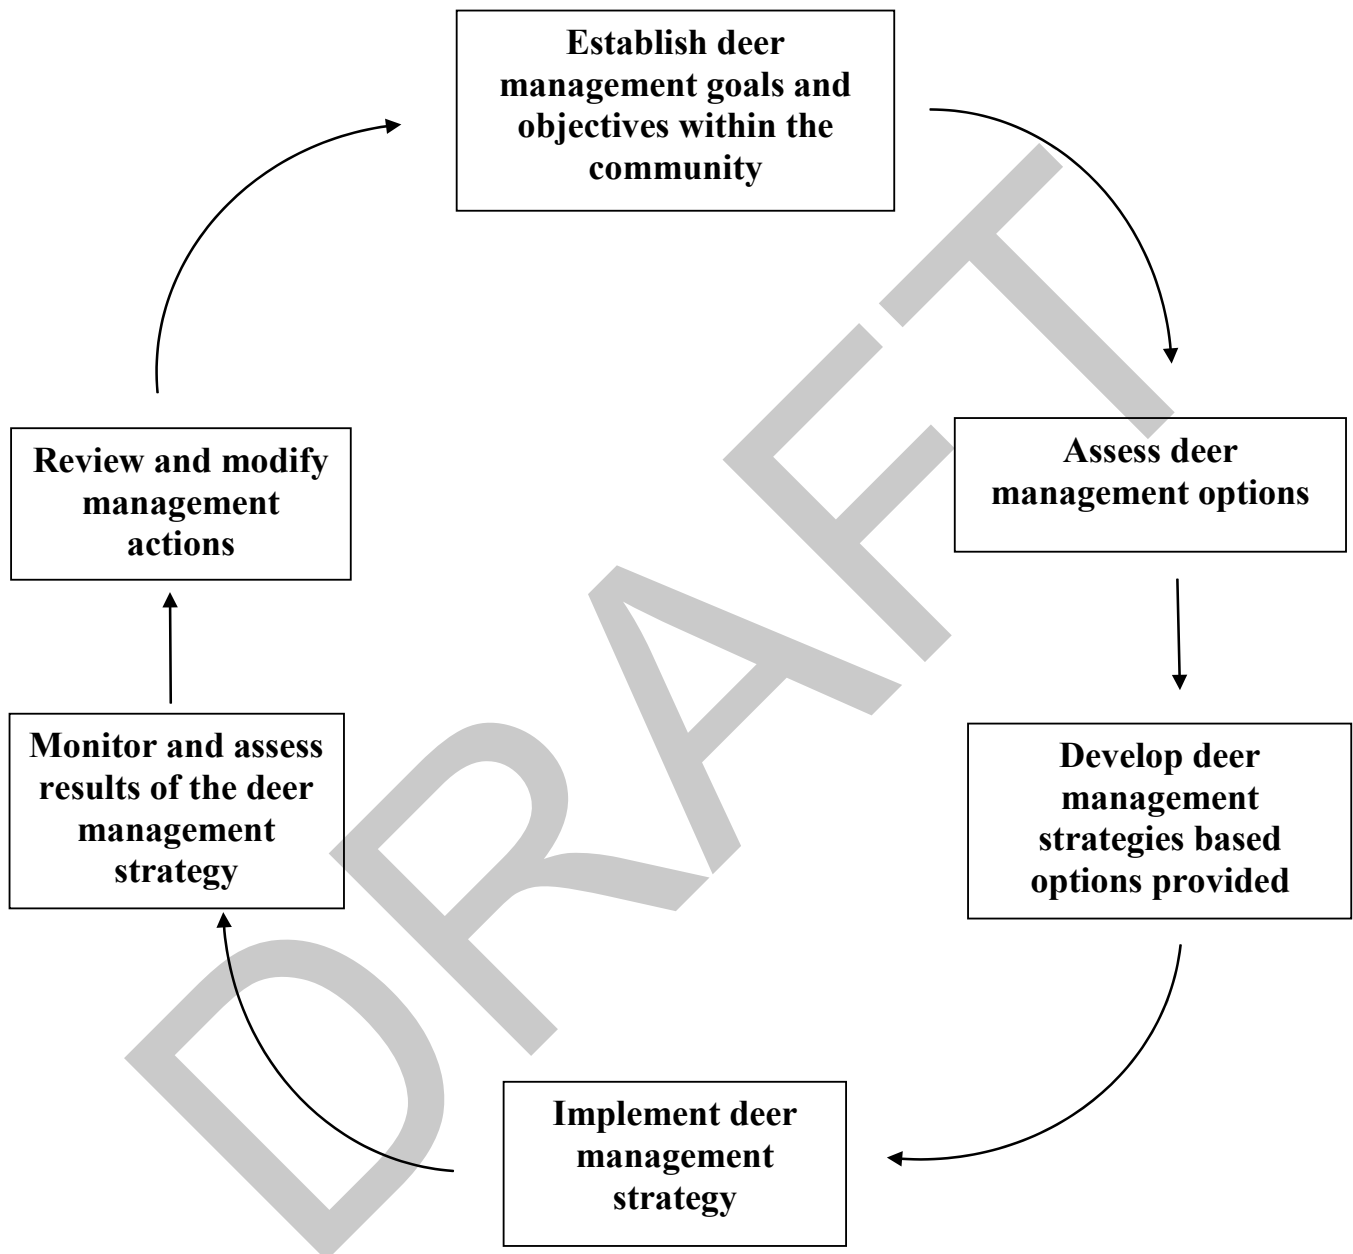 Establish deer
management goals and
objectives within the
community
Assess deer
management options
Develop deer
management
strategies based
options provided
Implement deer
management
strategy
Monitor and assess
results of the deer
management
strategy
Review and modify
management
actions
DRAFT